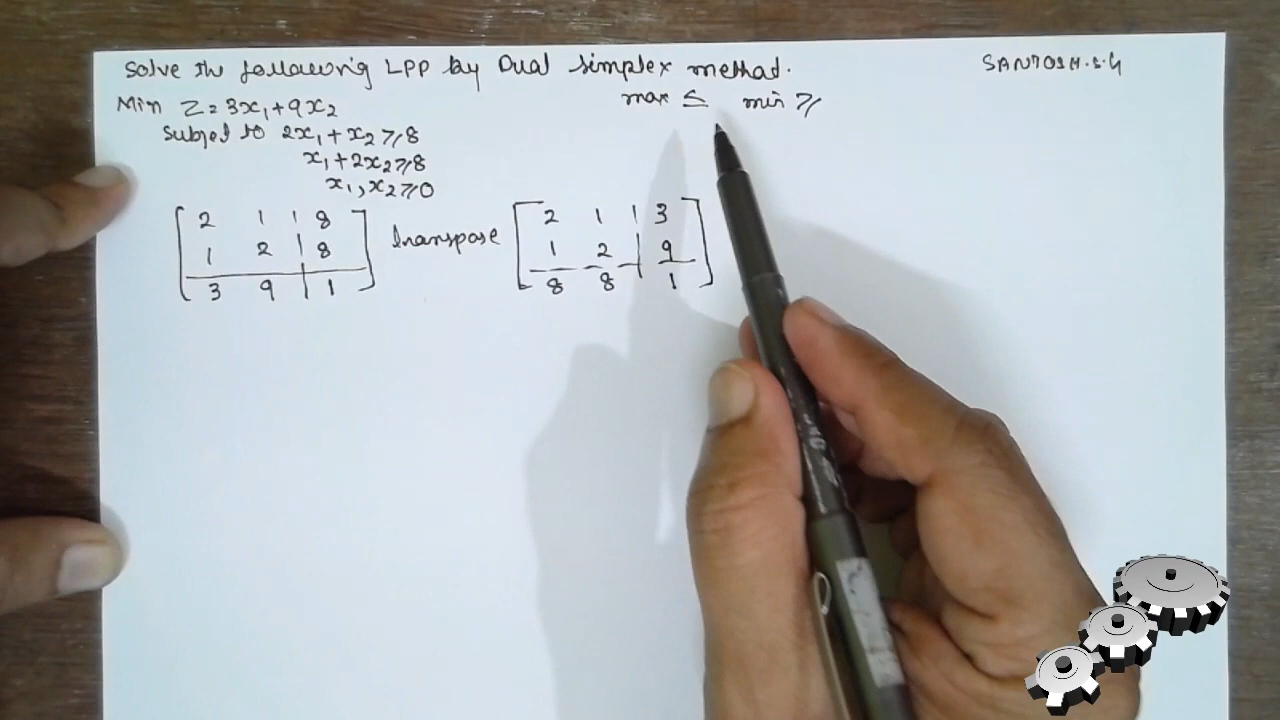 Solve the following LPP by Dual simplex method. SANTOSH.S.G
Min Z=3x₁+9x₂ max ≤ min ≥
Subject to 2x₁+x₂≥8
x₁+2x₂≥8
x₁,x₂≥0
2 1 | 8 transpose 2 1 | 3
1 2 | 8 1 2 | 9
3 9 | 1 8 8 1